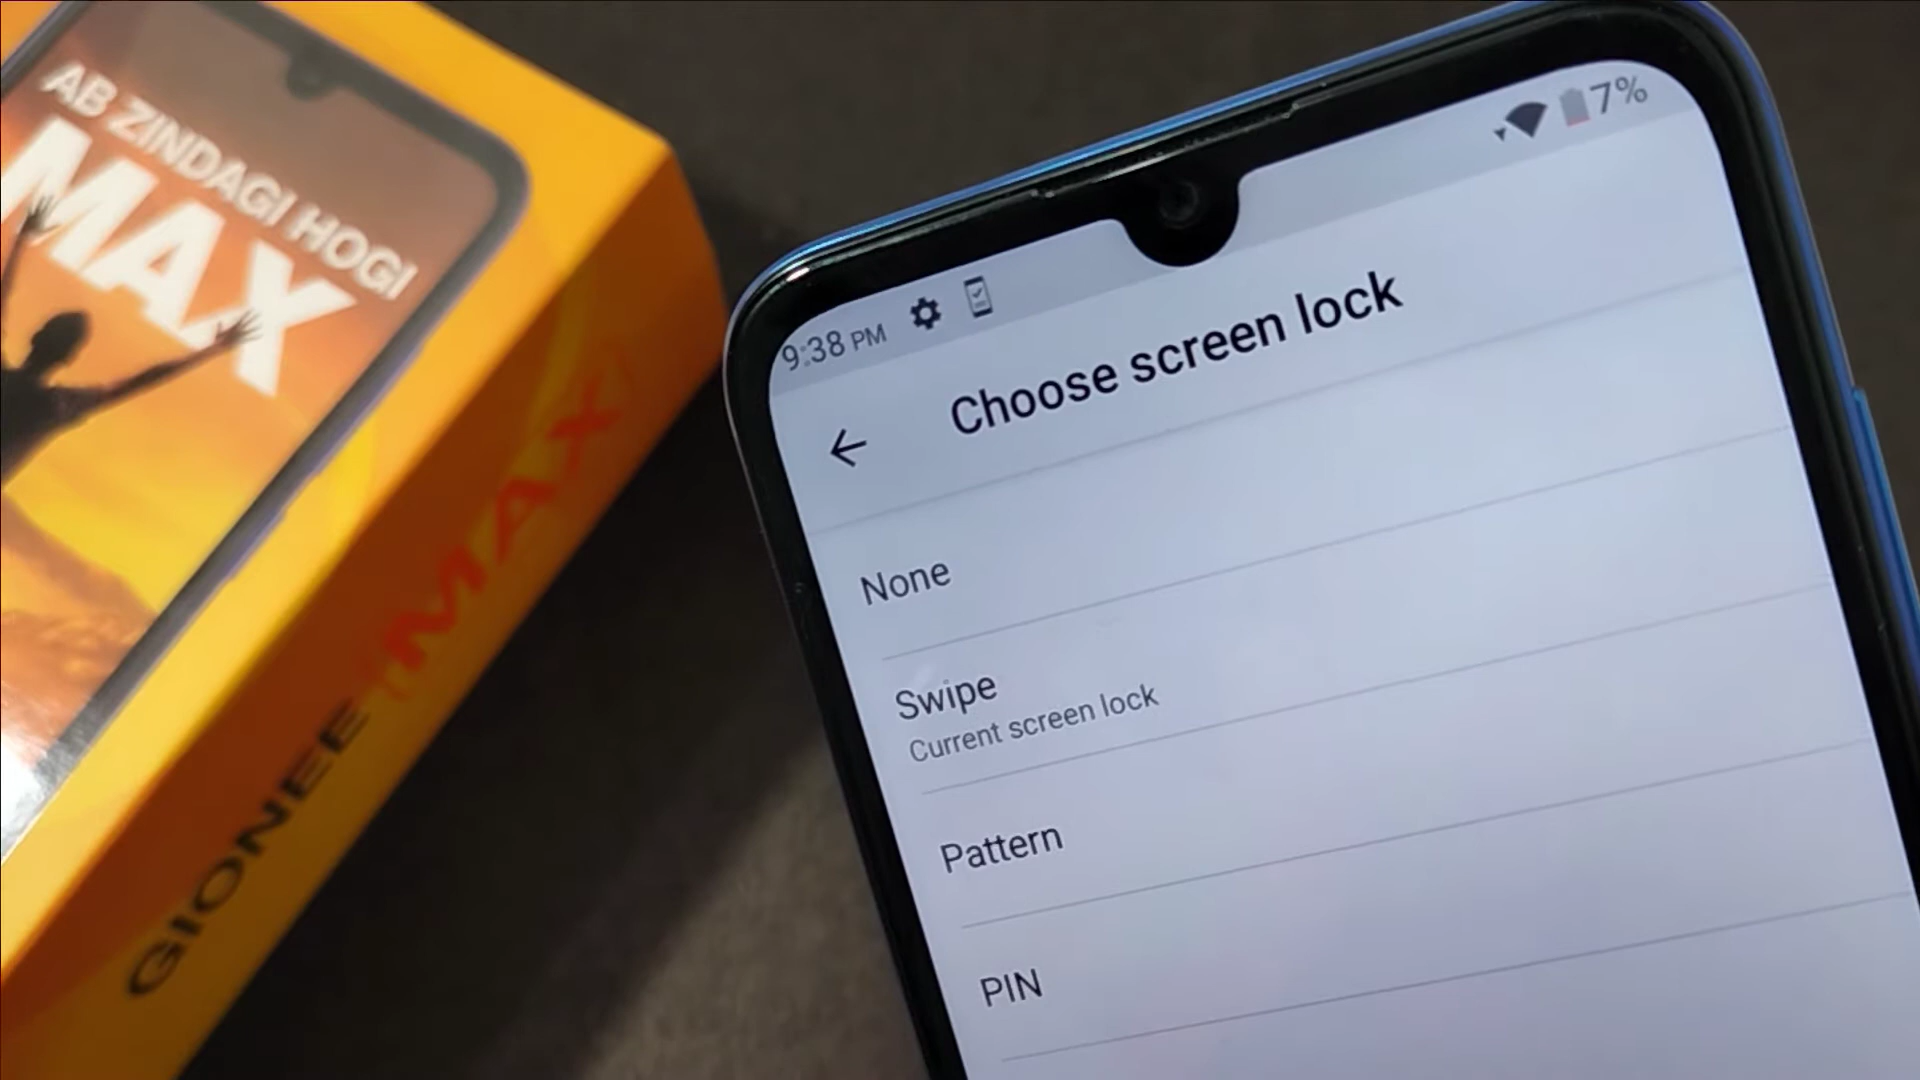 AB ZINDAGI HOGI
MAX
GIONEE MAX
9:38 PM
7%
Choose screen lock
None
Swipe
Current screen lock
Pattern
PIN